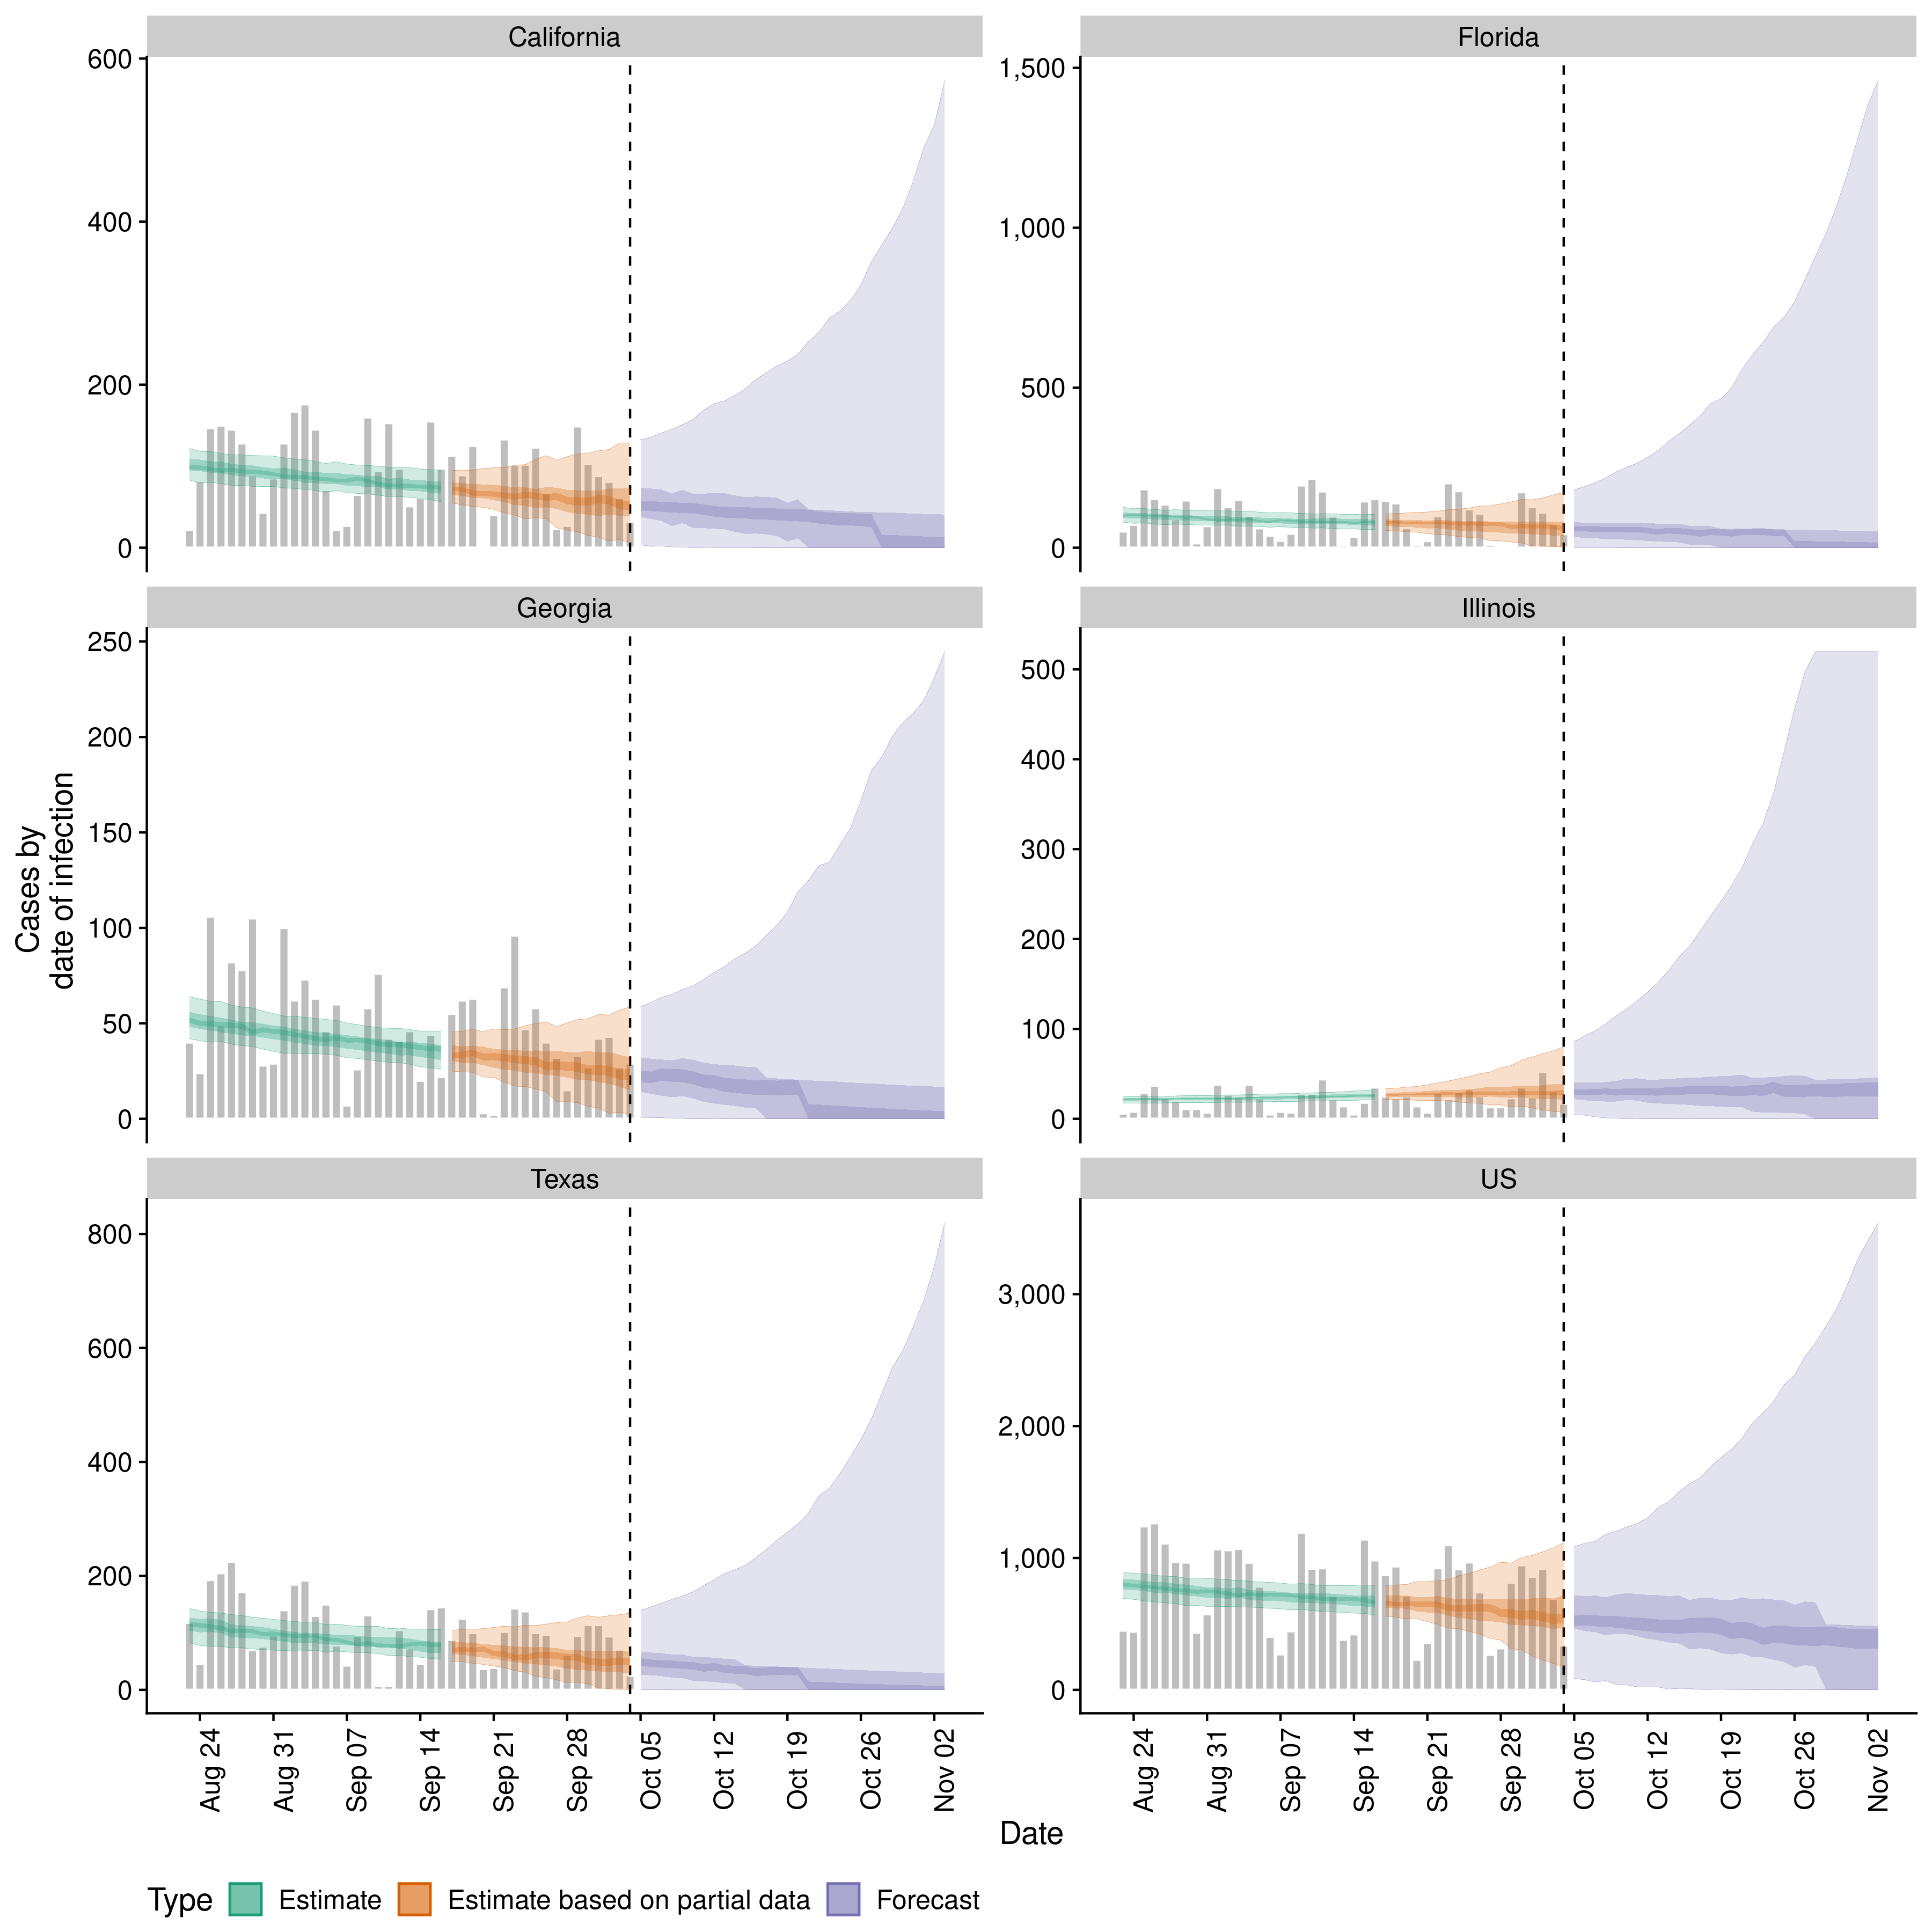 California
Florida
600
400
200
0
1,500
1,000
500
0
Georgia
Illinois
250
200
150
100
50
0
500
400
300
200
100
0
Cases by
date of infection
Texas
US
800
600
400
200
0
3,000
2,000
1,000
0
Aug 24
Aug 31
Sep 07
Sep 14
Sep 21
Sep 28
Oct 05
Oct 12
Oct 19
Oct 26
Nov 02
Aug 24
Aug 31
Sep 07
Sep 14
Sep 21
Sep 28
Oct 05
Oct 12
Oct 19
Oct 26
Nov 02
Date
Type Estimate Estimate based on partial data Forecast